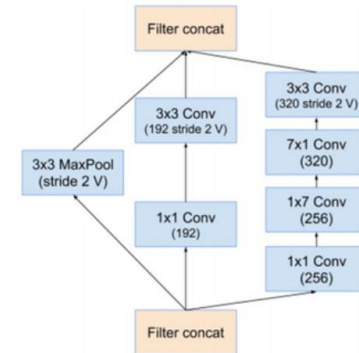 Filter concat
3x3 Conv
(320 stride 2 V)
3x3 Conv
(192 stride 2 V)
7x1 Conv
(320)
3x3 MaxPool
(stride 2 V)
1x7 Conv
(256)
1x1 Conv
(192)
1x1 Conv
(256)
Filter concat